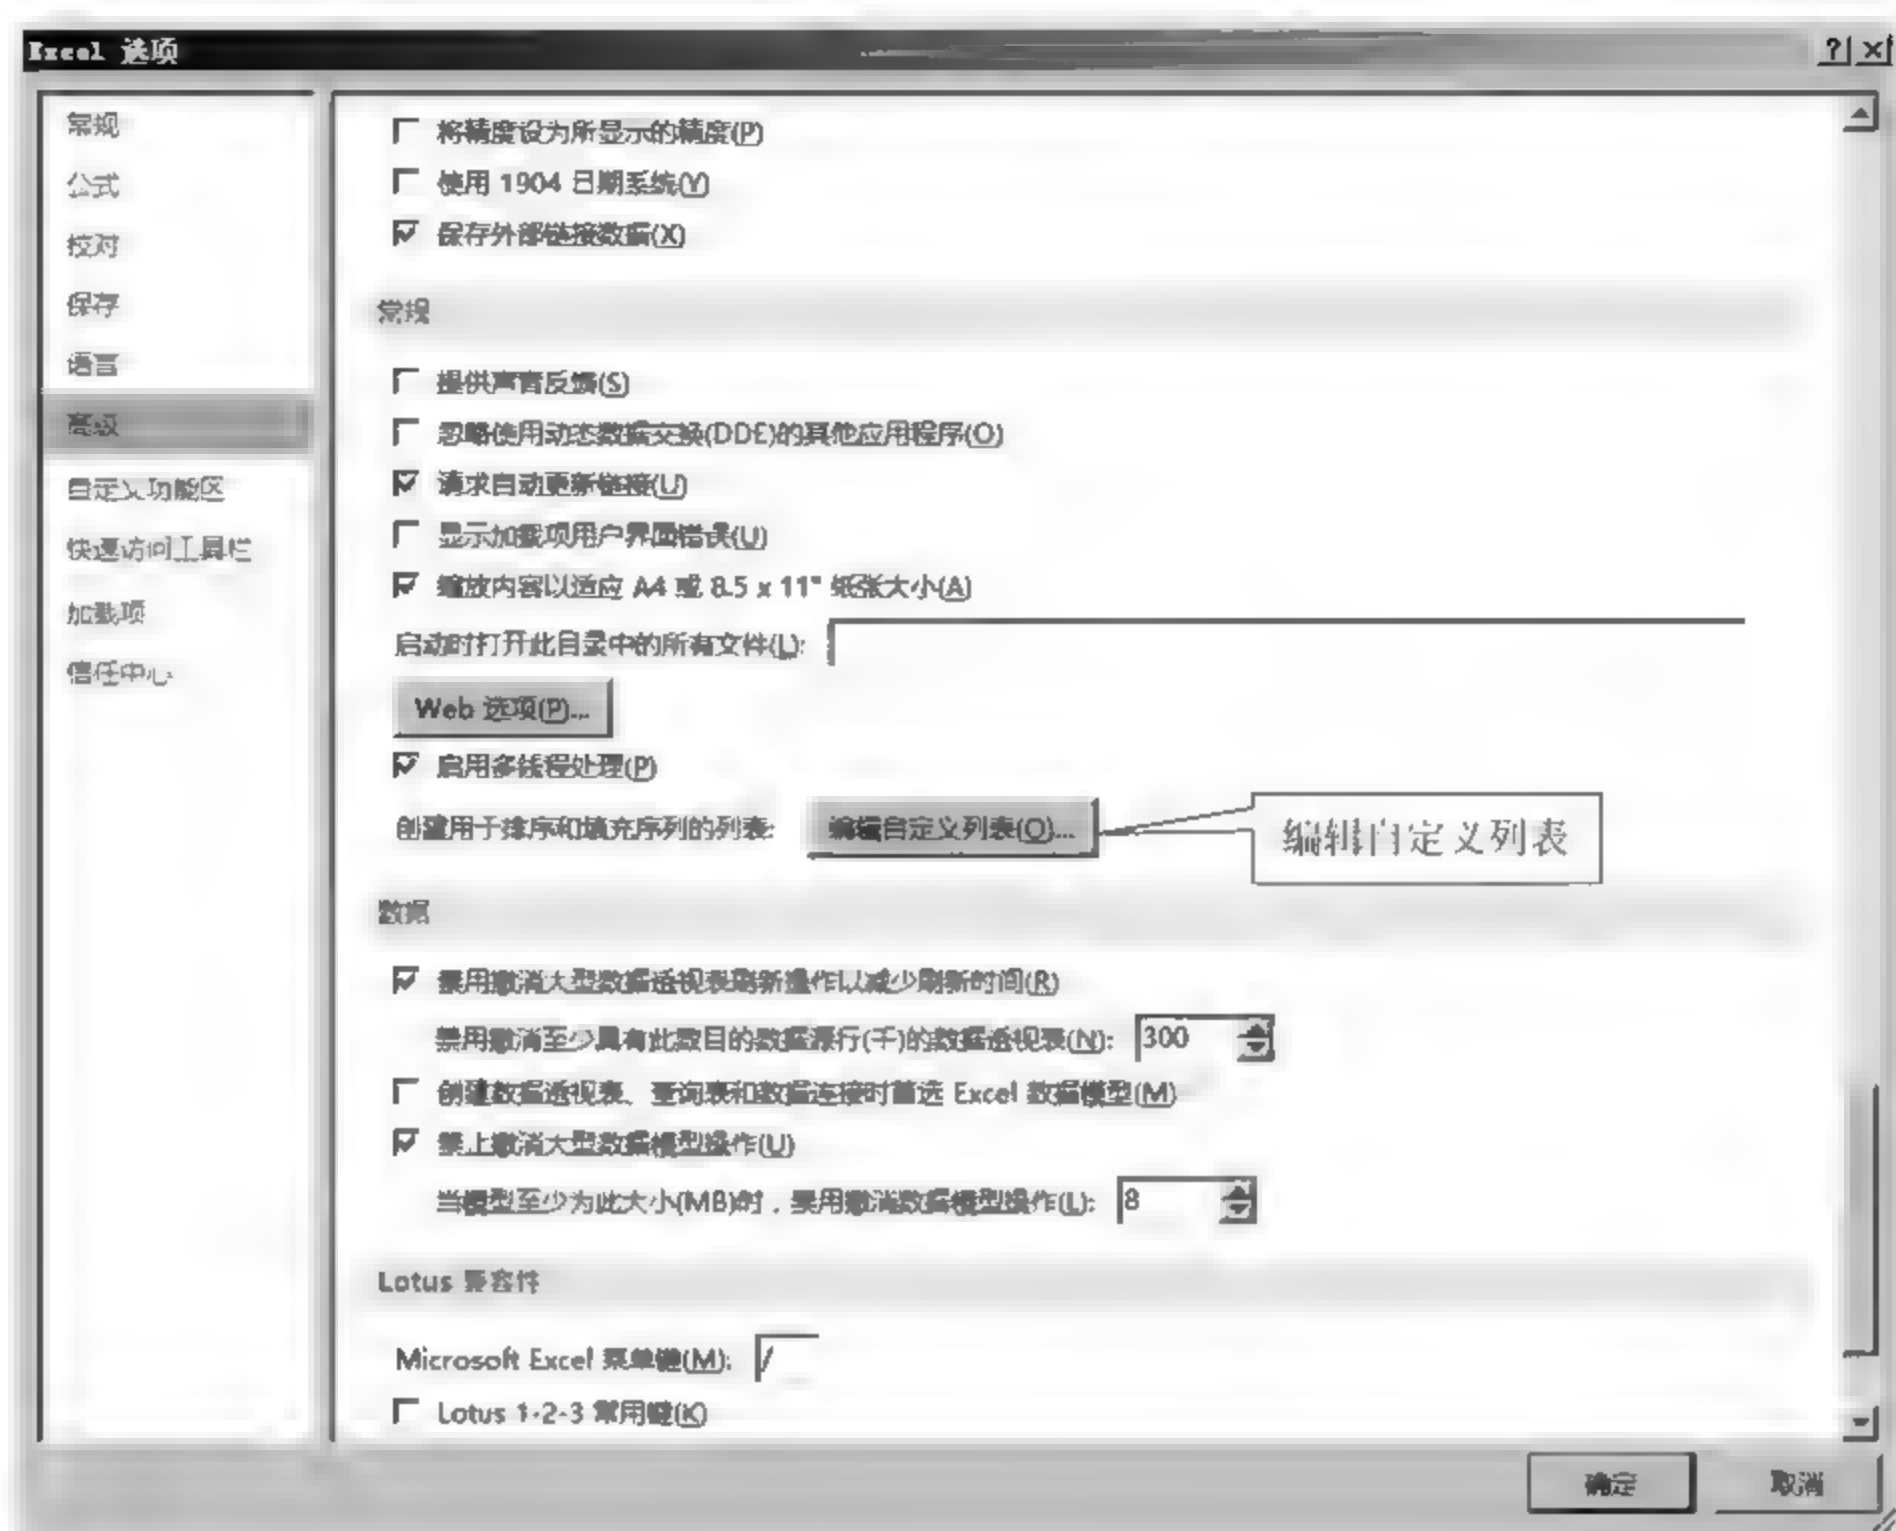 Excel 选项
常规
公式
校对
保存
语言
高级
自定义功能区
快速访问工具栏
加载项
信任中心
将精度设为所显示的精度(P)
使用 1904 日期系统(Y)
保存外部链接数据(X)
常规
提供声音反馈(S)
忽略使用动态数据交换(DDE)的其他应用程序(O)
请求自动更新链接(U)
显示加载项用户界面错误(U)
缩放内容以适应 A4 或 8.5 x 11" 纸张大小(A)
启动时打开此目录中的所有文件(L):
Web 选项(P)...
启用多线程处理(P)
创建用于排序和填充序列的列表: 编辑自定义列表(O)...
编辑自定义列表
数据
禁用撤消大型数据透视表刷新操作以减少刷新时间(R)
禁用撤消至少具有此数目的数据源行(千)的数据透视表(N): 300
创建数据透视表、查询表和数据连接时首选 Excel 数据模型(M)
禁止撤消大型数据模型操作(U)
当模型至少为此大小(MB)时，禁用撤消数据模型操作(L): 8
Lotus 兼容性
Microsoft Excel 菜单键(M): /
Lotus 1-2-3 常用键(K)
确定 取消